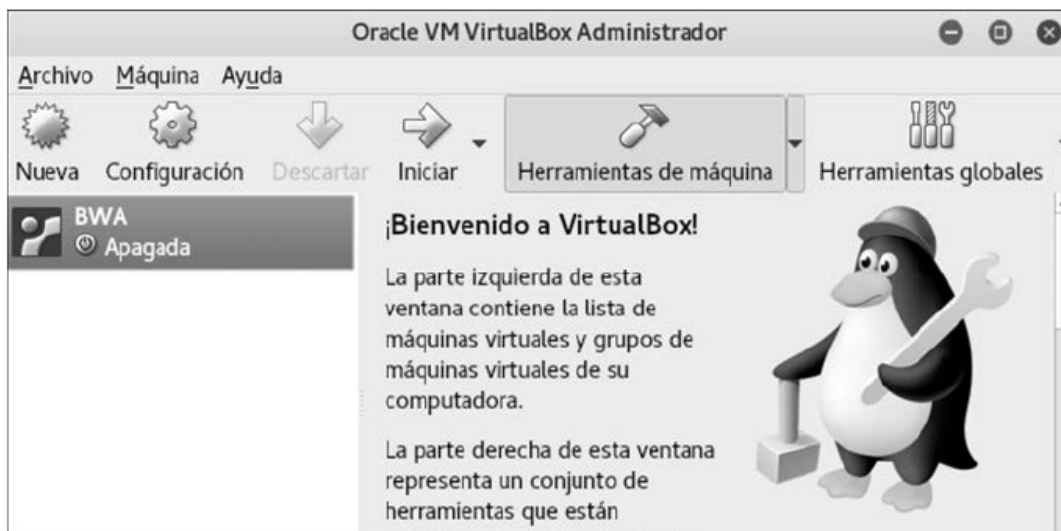 Oracle VM VirtualBox Administrador
Archivo Máquina Ayuda
Nueva Configuración Descartar Iniciar Herramientas de máquina Herramientas globales
BWA
Apagada
¡Bienvenido a VirtualBox!
La parte izquierda de esta
ventana contiene la lista de
máquinas virtuales y grupos de
máquinas virtuales de su
computadora.
La parte derecha de esta ventana
representa un conjunto de
herramientas que están